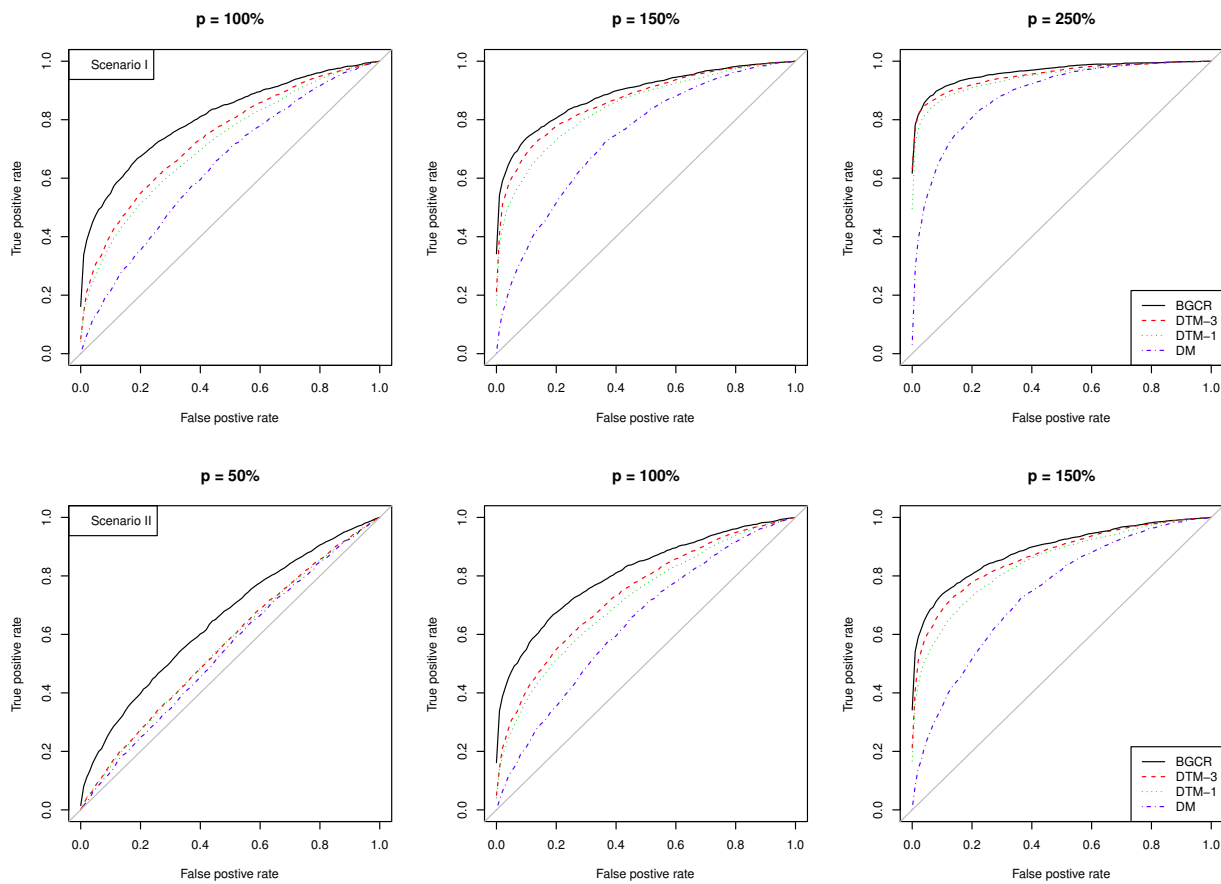 p = 100%
Scenario I
True positive rate
0.0 0.2 0.4 0.6 0.8 1.0
0.0 0.2 0.4 0.6 0.8 1.0
False postive rate
p = 150%
True positive rate
0.0 0.2 0.4 0.6 0.8 1.0
0.0 0.2 0.4 0.6 0.8 1.0
False postive rate
p = 250%
True positive rate
0.0 0.2 0.4 0.6 0.8 1.0
BGCR
DTM−3
DTM−1
DM
0.0 0.2 0.4 0.6 0.8 1.0
False postive rate
p = 50%
Scenario II
True positive rate
0.0 0.2 0.4 0.6 0.8 1.0
0.0 0.2 0.4 0.6 0.8 1.0
False postive rate
p = 100%
True positive rate
0.0 0.2 0.4 0.6 0.8 1.0
0.0 0.2 0.4 0.6 0.8 1.0
False postive rate
p = 150%
True positive rate
0.0 0.2 0.4 0.6 0.8 1.0
BGCR
DTM−3
DTM−1
DM
0.0 0.2 0.4 0.6 0.8 1.0
False postive rate